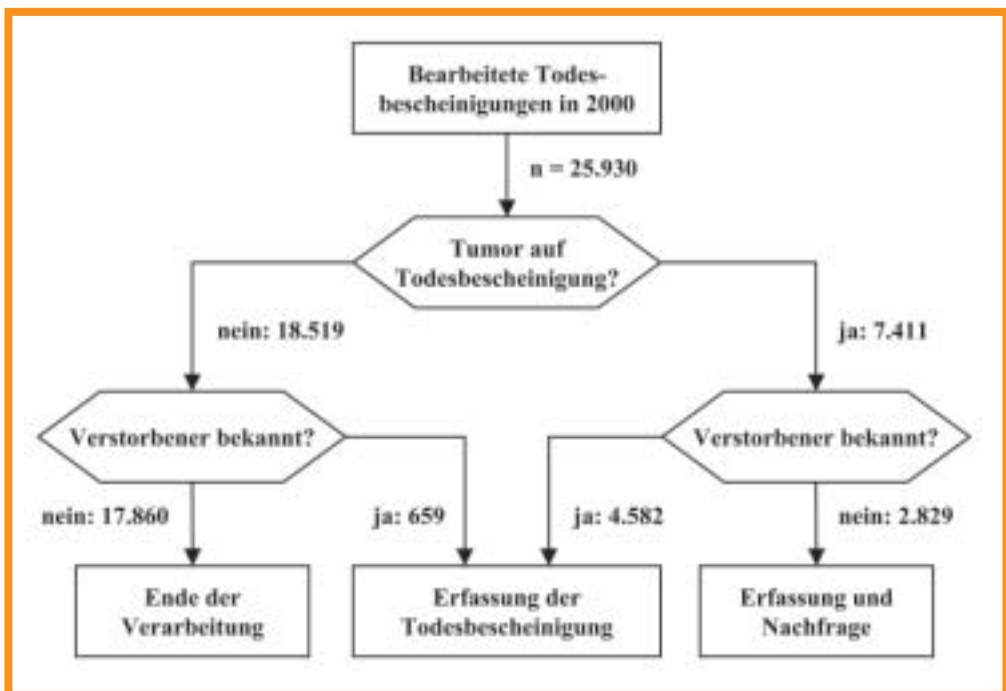 Bearbeitete Todes-
bescheinigungen in 2000
n = 25.930
Tumor auf
Todesbescheinigung?
nein: 18.519
ja: 7.411
Verstorbener bekannt?
Verstorbener bekannt?
nein: 17.860
ja: 659
ja: 4.582
nein: 2.829
Ende der
Verarbeitung
Erfassung der
Todesbescheinigung
Erfassung und
Nachfrage